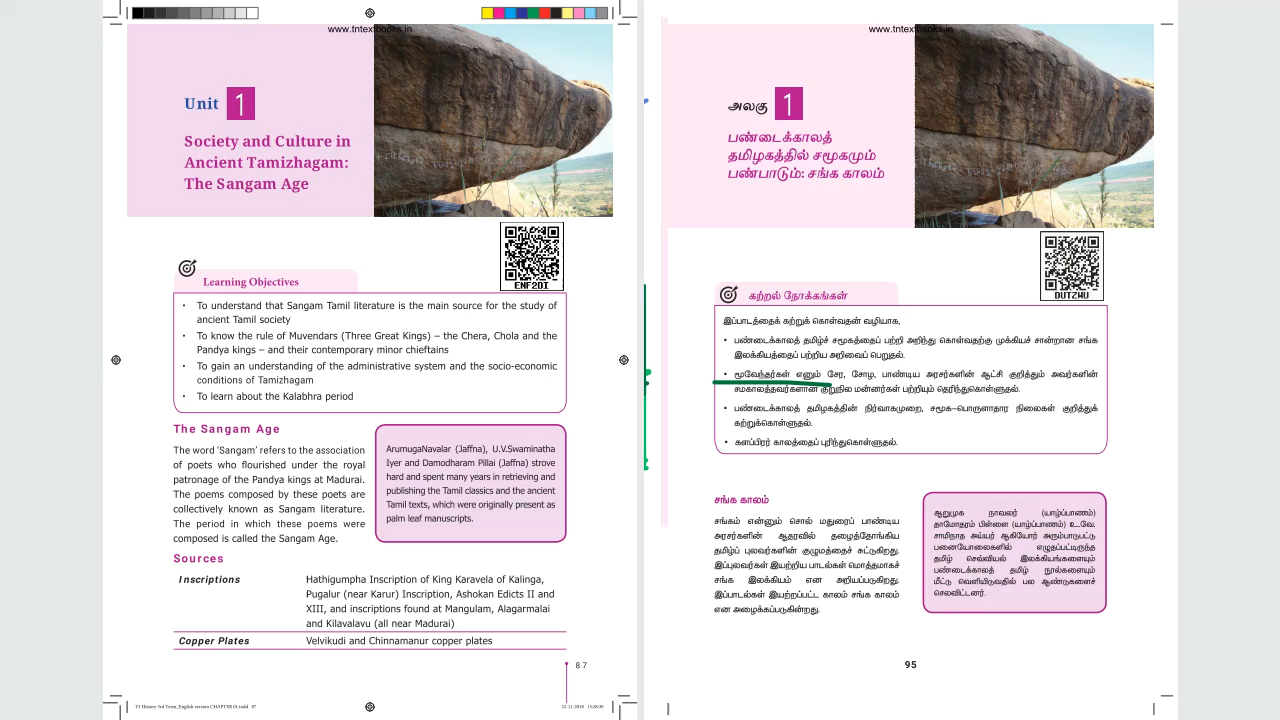 www.tntextbooks.in
Unit 1
Society and Culture in
Ancient Tamizhagam:
The Sangam Age
ENF2DI
Learning Objectives
• To understand that Sangam Tamil literature is the main source for the study of
ancient Tamil society
• To know the rule of Muvendars (Three Great Kings) – the Chera, Chola and the
Pandya kings – and their contemporary minor chieftains
• To gain an understanding of the administrative system and the socio-economic
conditions of Tamizhagam
• To learn about the Kalabhra period
The Sangam Age
The word 'Sangam' refers to the association
of poets who flourished under the royal
patronage of the Pandya kings at Madurai.
The poems composed by these poets are
collectively known as Sangam literature.
The period in which these poems were
composed is called the Sangam Age.
ArumugaNavalar (Jaffna), U.V.Swaminatha
Iyer and Damodharam Pillai (Jaffna) strove
hard and spent many years in retrieving and
publishing the Tamil classics and the ancient
Tamil texts, which were originally present as
palm leaf manuscripts.
Sources
Inscriptions Hathigumpha Inscription of King Karavela of Kalinga,
Pugalur (near Karur) Inscription, Ashokan Edicts II and
XIII, and inscriptions found at Mangulam, Alagarmalai
and Kilavalavu (all near Madurai)
Copper Plates Velvikudi and Chinnamanur copper plates
87
VI History 3rd Term_English version CHAPTER 01.indd 87
22-11-2018 15:28:30
www.tntextbooks.in
அலகு 1
பண்டைக்காலத்
தமிழகத்தில் சமூகமும்
பண்பாடும்: சங்க காலம்
DUTZWU
கற்றல் நோக்கங்கள்
இப்பாடத்தைக் கற்றுக் கொள்வதன் வழியாக,
• பண்டைக்காலத் தமிழ்ச் சமூகத்தைப் பற்றி அறிந்து கொள்வதற்கு முக்கியச் சான்றான சங்க
இலக்கியத்தைப் பற்றிய அறிவைப் பெறுதல்.
• மூவேந்தர்கள் எனும் சேர, சோழ, பாண்டிய அரசர்களின் ஆட்சி குறித்தும் அவர்களின்
சமகாலத்தவர்களான குறுநில மன்னர்கள் பற்றியும் தெரிந்துகொள்ளுதல்.
• பண்டைக்காலத் தமிழகத்தின் நிர்வாகமுறை, சமூக–பொருளாதார நிலைகள் குறித்துக்
கற்றுக்கொள்ளுதல்.
• களப்பிரர் காலத்தைப் புரிந்துகொள்ளுதல்.
சங்க காலம்
சங்கம் என்னும் சொல் மதுரைப் பாண்டிய
அரசர்களின் ஆதரவில் தழைத்தோங்கிய
தமிழ்ப் புலவர்களின் குழுமத்தைச் சுட்டுகிறது.
இப்புலவர்கள் இயற்றிய பாடல்கள் மொத்தமாகச்
சங்க இலக்கியம் என அறியப்படுகிறது.
இப்பாடல்கள் இயற்றப்பட்ட காலம் சங்க காலம்
என அழைக்கப்படுகின்றது.
ஆறுமுக நாவலர் (யாழ்ப்பாணம்)
தாமோதரம் பிள்ளை (யாழ்ப்பாணம்) உ.வே.
சாமிநாத அய்யர் ஆகியோர் அரும்பாடுபட்டு
பனையோலைகளில் எழுதப்பட்டிருந்த
தமிழ் செவ்வியல் இலக்கியங்களையும்
பண்டைக்காலத் தமிழ் நூல்களையும்
மீட்டு வெளியிடுவதில் பல ஆண்டுகளைச்
செலவிட்டனர்.
95